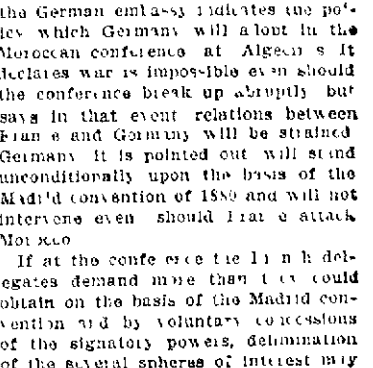 the German embassy indicates the pol-
icy which Germany will adopt in the
Moroccan conference at Algeciras It
declares war is impossible even should
the conference break up abruptly but
says in that event relations between
France and Germany will be strained
Germany it is pointed out will stand
unconditionally upon the basis of the
Madrid convention of 1880 and will not
intervene even should France attack
Morocco
If at the conference the French del-
egates demand more than they could
obtain on the basis of the Madrid con-
vention and by voluntary concessions
of the signatory powers, delimination
of the several spheres of interest may